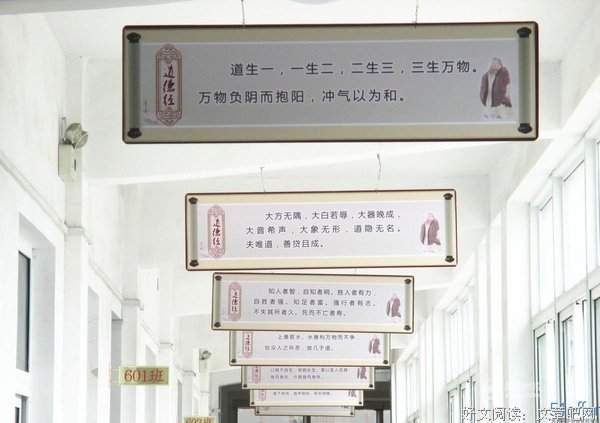 道德经
道生一，一生二，二生三，三生万物。
万物负阴而抱阳，冲气以为和。
道德经
大方无隅，大白若辱，大器晚成，
大音希声，大象无形，道隐无名。
夫唯道，善贷且成。
道德经
知人者智，自知者明。胜人者有力，
自胜者强。知足者富，强行者有志，
不失其所者久，死而不亡者寿。
道德经
上善若水，水善利万物而不争
处众人之所恶，故几于道。
601班
好文阅读：文章吧网